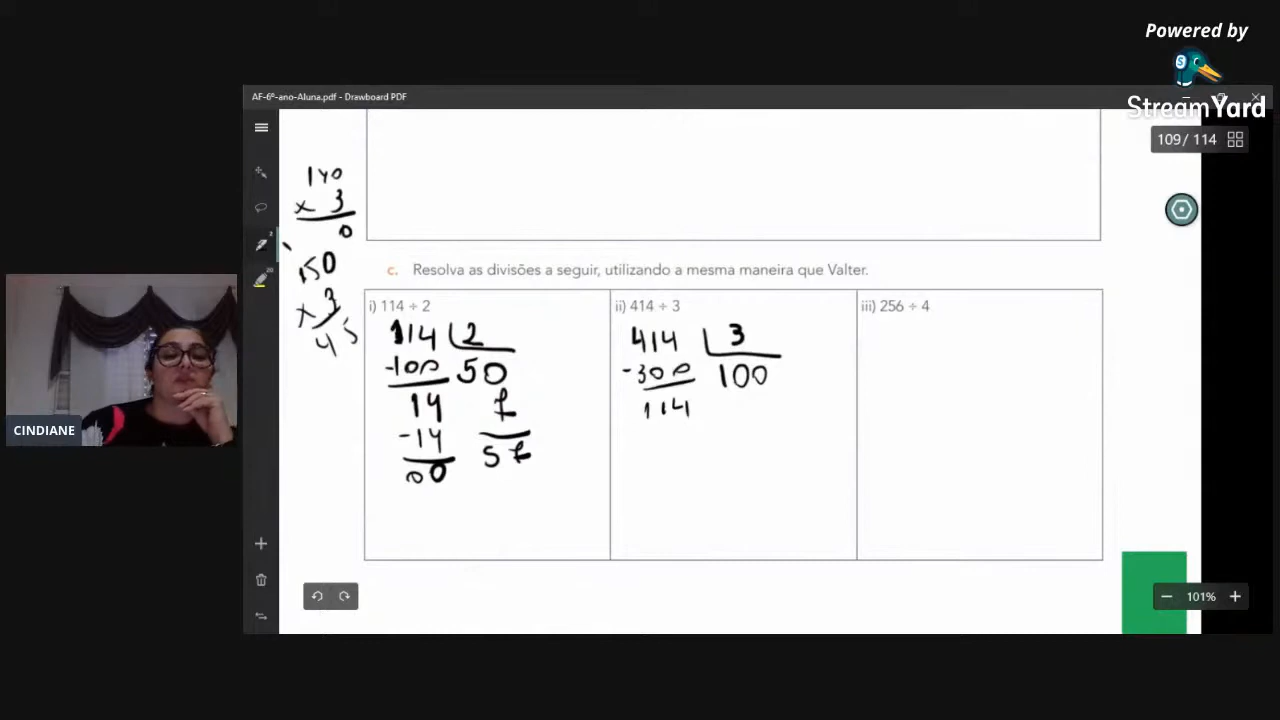 Powered by
StreamYard
AF-6º-ano-Aluna.pdf - Drawboard PDF
109 / 114
140
x 3
0
150
x 3
45
c. Resolva as divisões a seguir, utilizando a mesma maneira que Valter.
i) 114 ÷ 2
114 2
-100 50
14 7
-14 57
00
ii) 414 ÷ 3
414 3
-300 100
114
iii) 256 ÷ 4
CINDIANE
101%